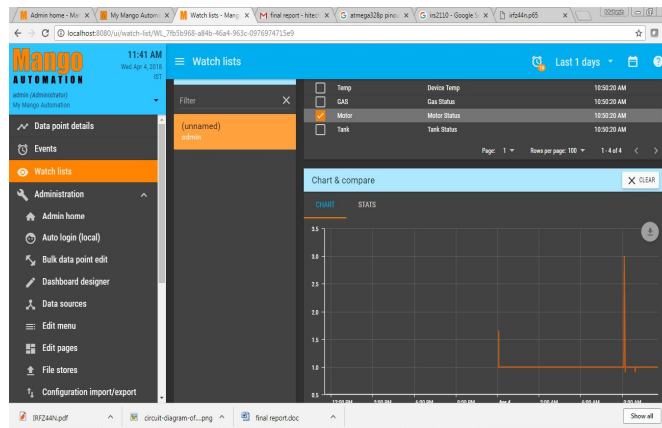 Admin home - Ma
My Mango Autom
Watch lists - Mang
final report - hitec
atmega328p pino
irs2110 - Google S
irfz44n.p65
localhost:8080/ui/watch-list/WL_7fb5b968-a84b-46a4-963c-0976974715e9
Mango
AUTOMATION
11:41 AM
Wed Apr 4, 2018
IST
admin (Administrator)
My Mango Automation
Watch lists
Last 1 days
Data point details
Events
Watch lists
Administration
Admin home
Auto login (local)
Bulk data point edit
Dashboard designer
Data sources
Edit menu
Edit pages
File stores
Configuration import/export
Filter
(unnamed)
admin
Temp Device Temp 10:50:20 AM
GAS Gas Status 10:50:20 AM
Motor Motor Status 10:50:20 AM
Tank Tank Status 10:50:20 AM
Page: 1 Rows per page: 100 1 - 4 of 4
Chart & compare
CLEAR
CHART STATS
3.5
3.0
2.5
2.0
1.5
1.0
0.5
IRFZ44N.pdf
circuit-diagram-of....png
final report.doc
Show all